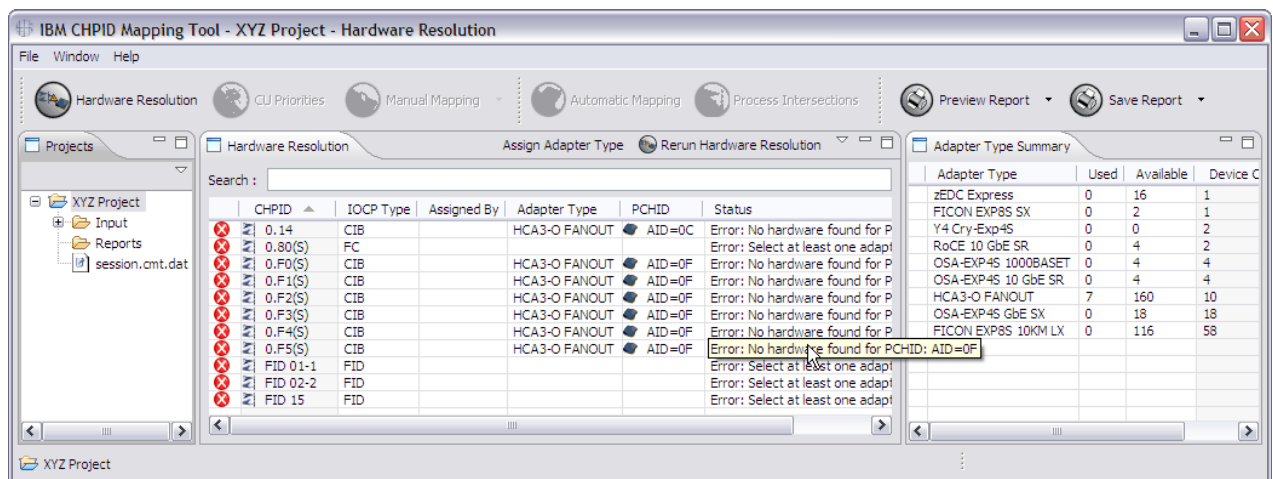 IBM CHPID Mapping Tool - XYZ Project - Hardware Resolution
File Window Help
Hardware Resolution CU Priorities Manual Mapping Automatic Mapping Process Intersections Preview Report Save Report
Projects
XYZ Project
Input
Reports
session.cmt.dat
Hardware Resolution Assign Adapter Type Rerun Hardware Resolution
Search :
CHPID IOCP Type Assigned By Adapter Type PCHID Status
0.14 CIB HCA3-O FANOUT AID=0C Error: No hardware found for P
0.80(S) FC Error: Select at least one adapt
0.F0(S) CIB HCA3-O FANOUT AID=0F Error: No hardware found for P
0.F1(S) CIB HCA3-O FANOUT AID=0F Error: No hardware found for P
0.F2(S) CIB HCA3-O FANOUT AID=0F Error: No hardware found for P
0.F3(S) CIB HCA3-O FANOUT AID=0F Error: No hardware found for P
0.F4(S) CIB HCA3-O FANOUT AID=0F Error: No hardware found for P
0.F5(S) CIB HCA3-O FANOUT AID=0F Error: No hardware found for PCHID: AID=0F
FID 01-1 FID Error: Select at least one adapt
FID 02-2 FID Error: Select at least one adapt
FID 15 FID Error: Select at least one adapt
Adapter Type Summary
Adapter Type Used Available Device C
zEDC Express 0 16 1
FICON EXP8S SX 0 2 1
Y4 Cry-Exp4S 0 0 2
RoCE 10 GbE SR 0 4 2
OSA-EXP4S 1000BASET 0 4 4
OSA-EXP4S 10 GbE SR 0 4 4
HCA3-O FANOUT 7 160 10
OSA-EXP4S GbE SX 0 18 18
FICON EXP8S 10KM LX 0 116 58
XYZ Project